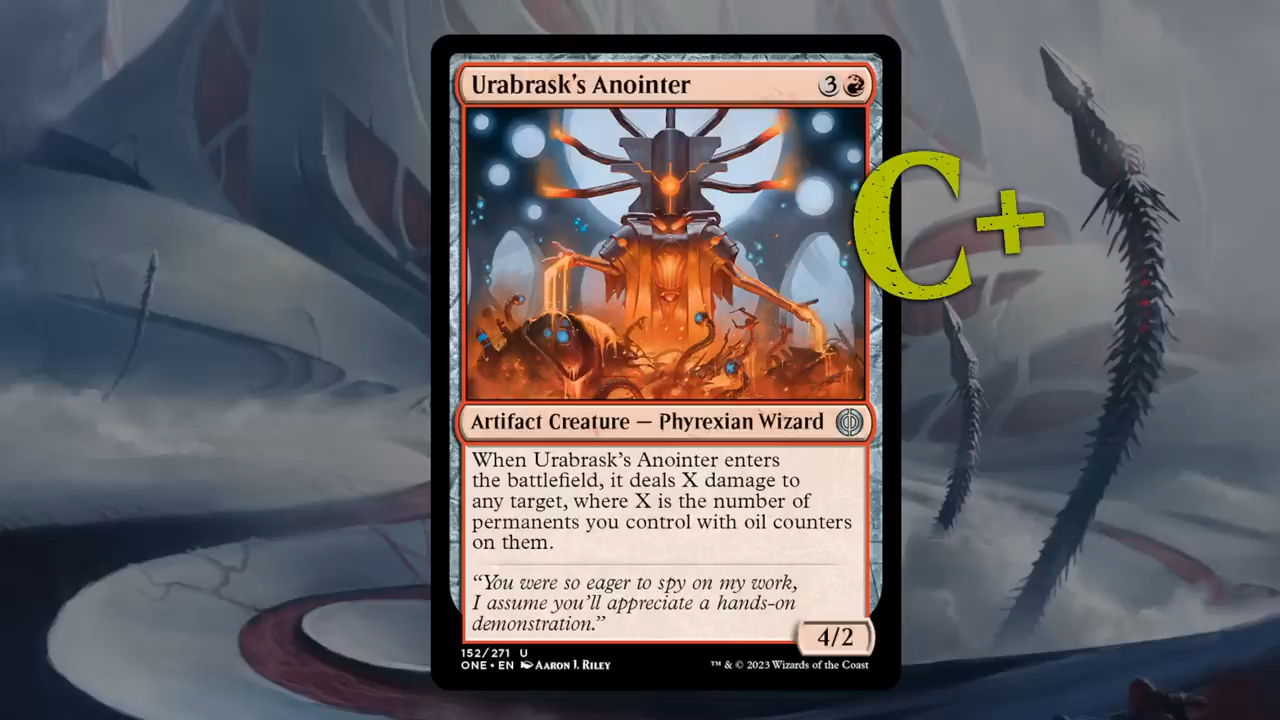 Urabrask's Anointer 3
C+
Artifact Creature — Phyrexian Wizard
When Urabrask's Anointer enters
the battlefield, it deals X damage to
any target, where X is the number of
permanents you control with oil counters
on them.
"You were so eager to spy on my work,
I assume you'll appreciate a hands-on
demonstration."
4/2
152/271 U
ONE • EN Aaron J. Riley
™ & © 2023 Wizards of the Coast